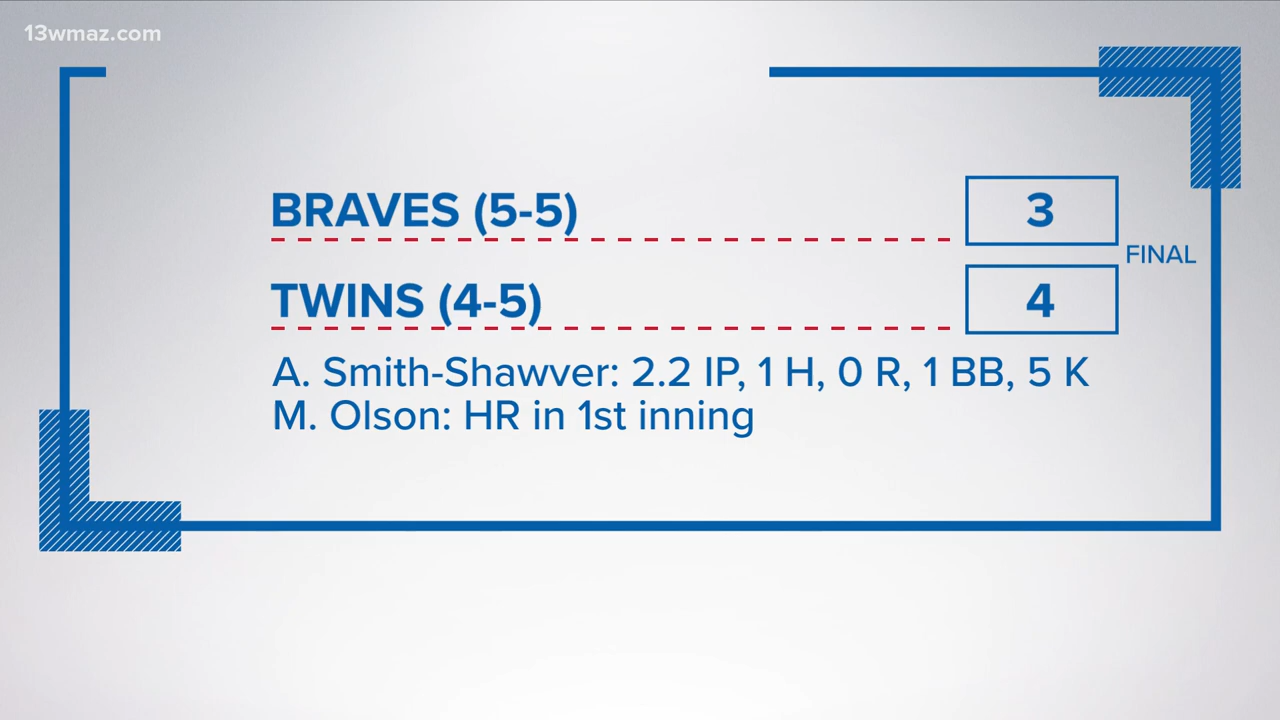 13wmaz.com
BRAVES (5-5) 3
FINAL
TWINS (4-5) 4
A. Smith-Shawver: 2.2 IP, 1 H, 0 R, 1 BB, 5 K
M. Olson: HR in 1st inning